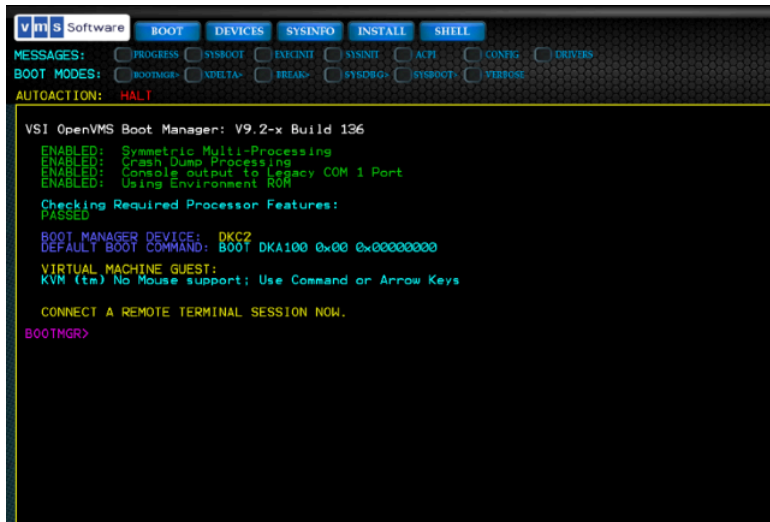 vms Software BOOT DEVICES SYSINFO INSTALL SHELL
MESSAGES: PROGRESS SYSBOOT EXECINIT SYSINIT ACPI CONFIG DRIVERS
BOOT MODES: BOOTMGR> XDELTA> BREAK> SYSDBG> SYSBOOT> VERBOSE
AUTOACTION: HALT
VSI OpenVMS Boot Manager: V9.2-x Build 136
ENABLED: Symmetric Multi-Processing
ENABLED: Crash Dump Processing
ENABLED: Console output to Legacy COM 1 Port
ENABLED: Using Environment ROM
Checking Required Processor Features:
PASSED
BOOT MANAGER DEVICE: DKC2
DEFAULT BOOT COMMAND: BOOT DKA100 0x00 0x00000000
VIRTUAL MACHINE GUEST:
KVM (tm) No Mouse support; Use Command or Arrow Keys
CONNECT A REMOTE TERMINAL SESSION NOW.
BOOTMGR>